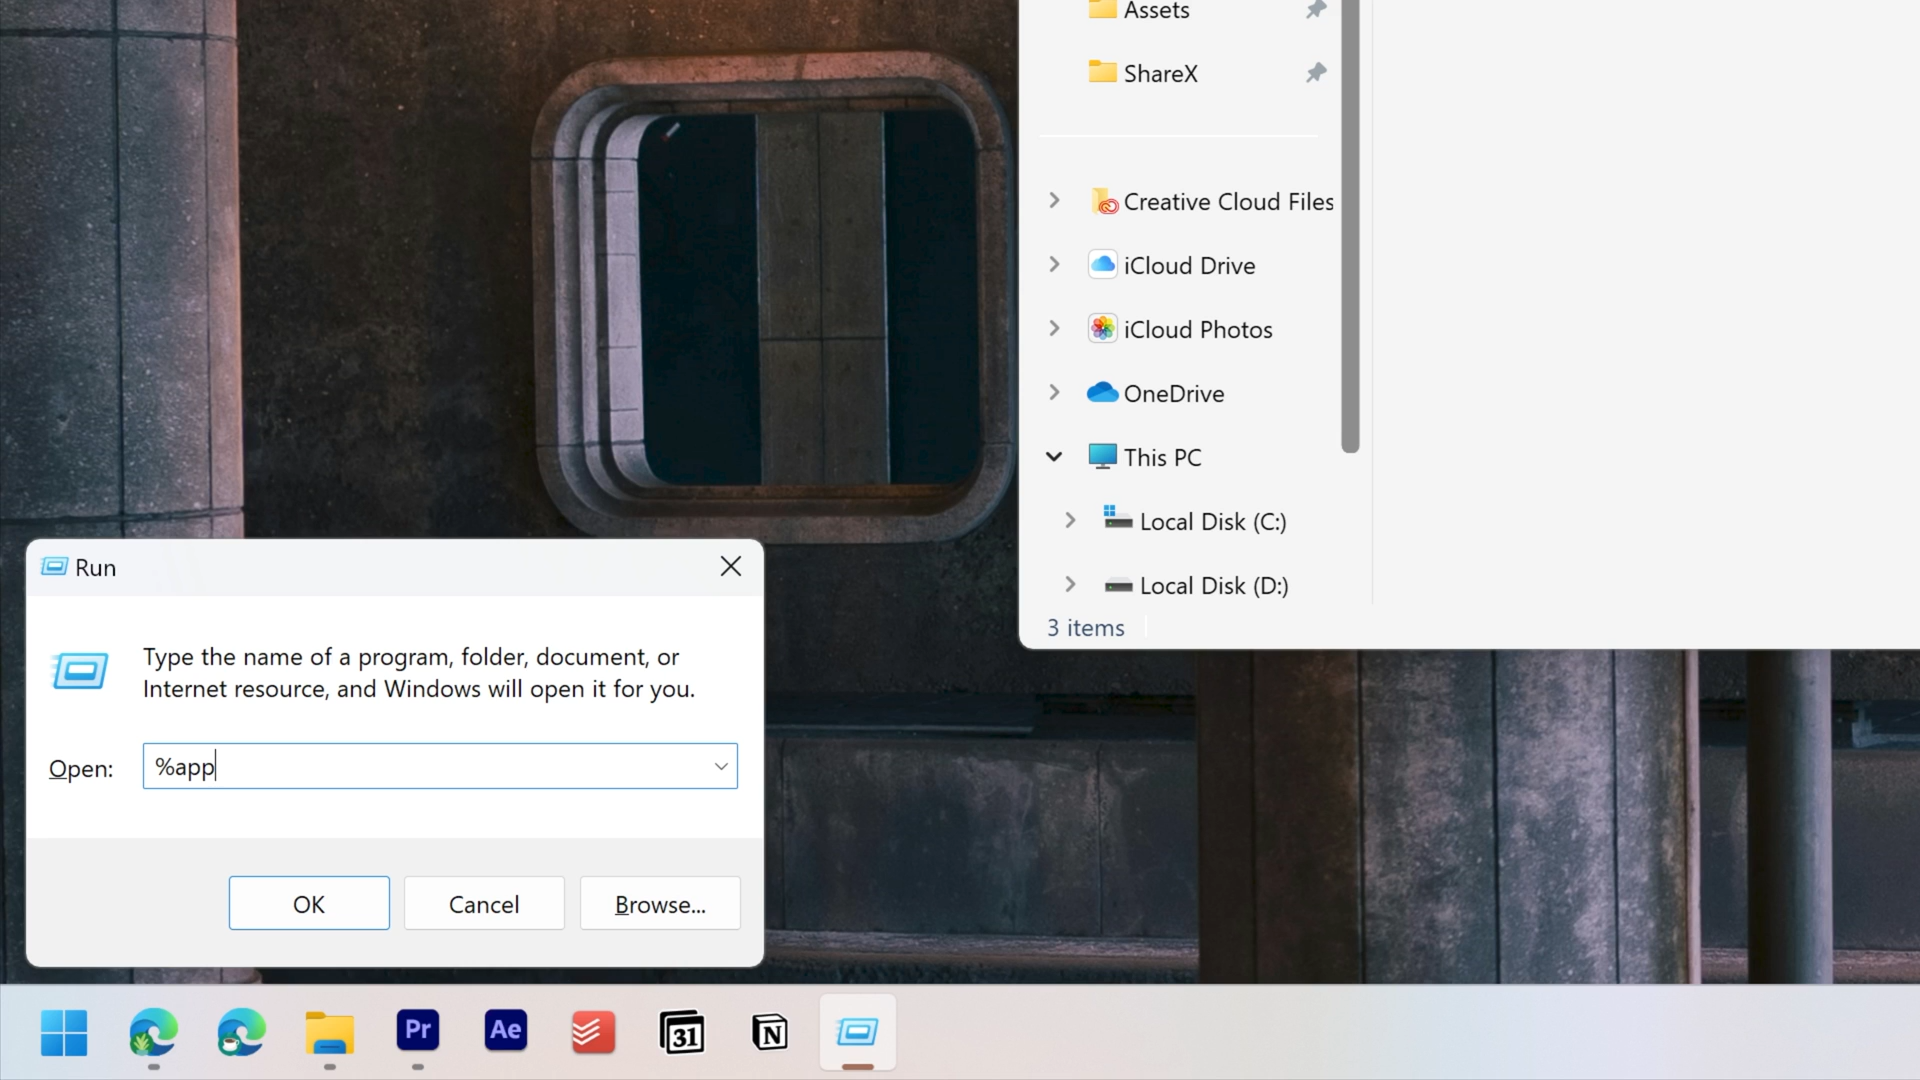 Assets
ShareX
Creative Cloud Files
iCloud Drive
iCloud Photos
OneDrive
This PC
Local Disk (C:)
Local Disk (D:)
3 items
Run
Type the name of a program, folder, document, or
Internet resource, and Windows will open it for you.
Open:
%app
OK
Cancel
Browse...
Pr
Ae
31
N